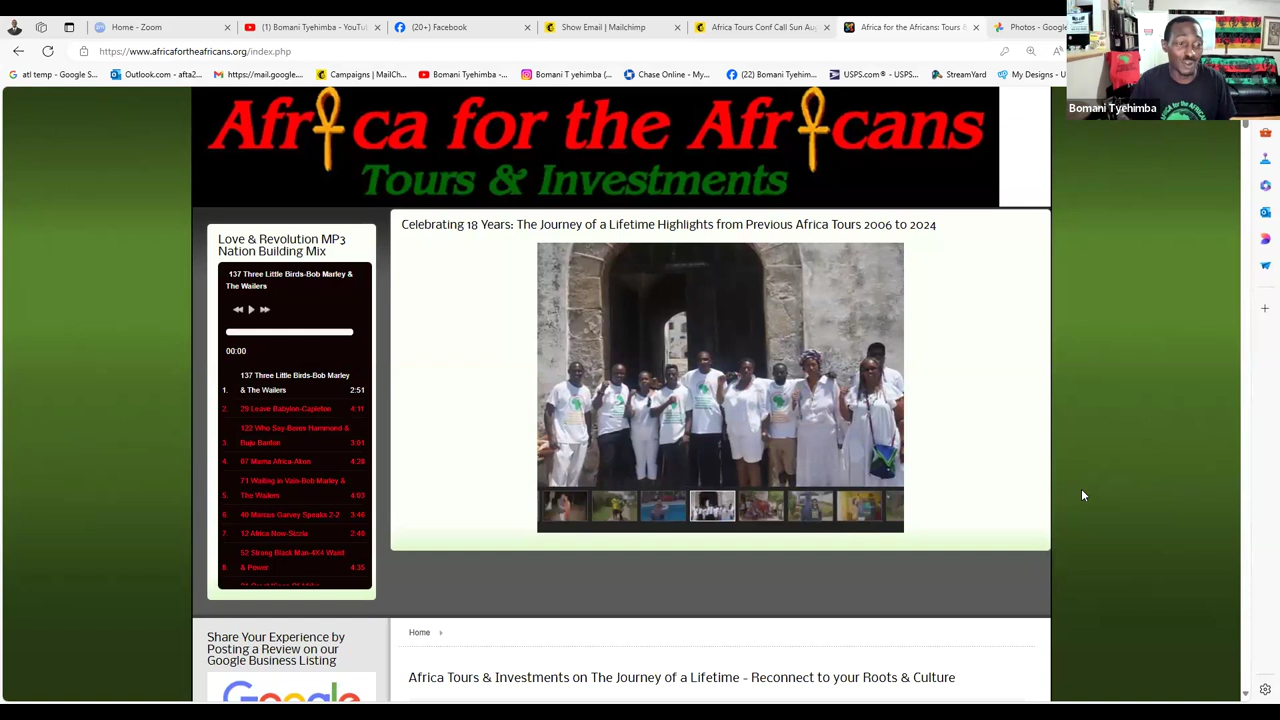 Home - Zoom
Bomani Tyehimba - YouTu
(20+) Facebook
Show Email | Mailchimp
Africa Tours Conf Call Sun Au
Africa for the Africans: Tours &
Photos - Google
https://www.africafortheafricans.org/index.php
atl temp - Google S...
Outlook.com - afta2...
https://mail.google....
Campaigns | MailCh...
Bomani Tyehimba -...
Bomani T yehimba (...
Chase Online - My...
(22) Bomani Tyehim...
USPS.com® - USPS...
StreamYard
My Designs -
Bomani Tyehimba
Africa for the Africans
Tours & Investments
Love & Revolution MP3
Nation Building Mix
137 Three Little Birds-Bob Marley &
The Wailers
00:00
137 Three Little Birds-Bob Marley
1. & The Wailers 2:51
2. 29 Leave Babylon-Capleton 4:11
122 Who Say-Beres Hammond &
3. Buju Banton 3:01
4. 07 Mama Africa-Akon 4:28
71 Waiting in Vain-Bob Marley &
5. The Wailers 4:03
6. 40 Marcus Garvey Speaks 2-2 3:46
7. 12 Africa Now-Sizzla 2:40
52 Strong Black Man-4X4 Wasd
8. & Power 4:35
Celebrating 18 Years: The Journey of a Lifetime Highlights from Previous Africa Tours 2006 to 2024
Share Your Experience by
Posting a Review on our
Google Business Listing
Google
Home
Africa Tours & Investments on The Journey of a Lifetime - Reconnect to your Roots & Culture